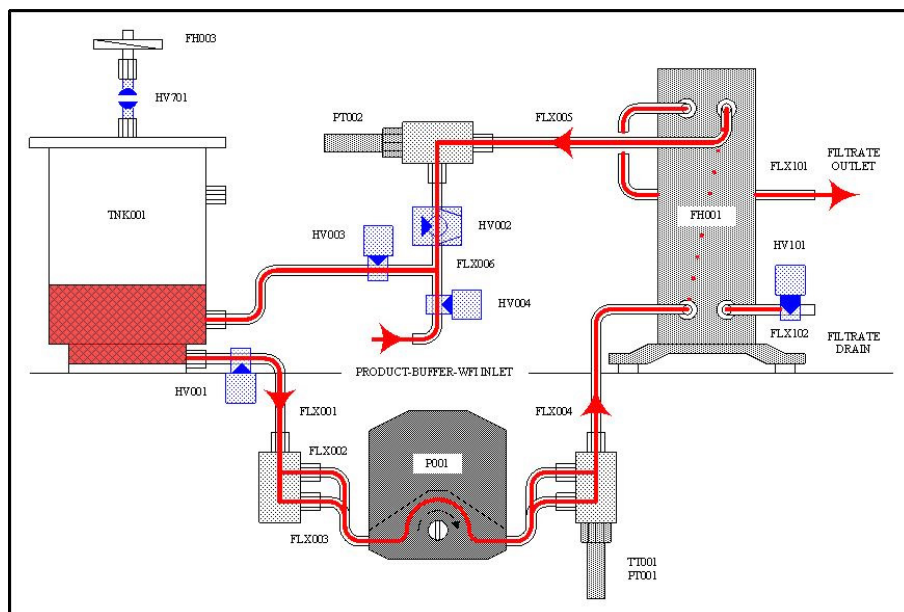 FH003
HV701
PT002
FLX005
FLX101
FILTRATE
OUTLET
TNK001
HV003
HV002
FH001
HV101
FLX006
HV004
FLX102
FILTRATE
DRAIN
PRODUCT-BUFFER-WFI INLET
HV001
FLX001
FLX004
FLX002
P001
FLX003
TT001
PT001